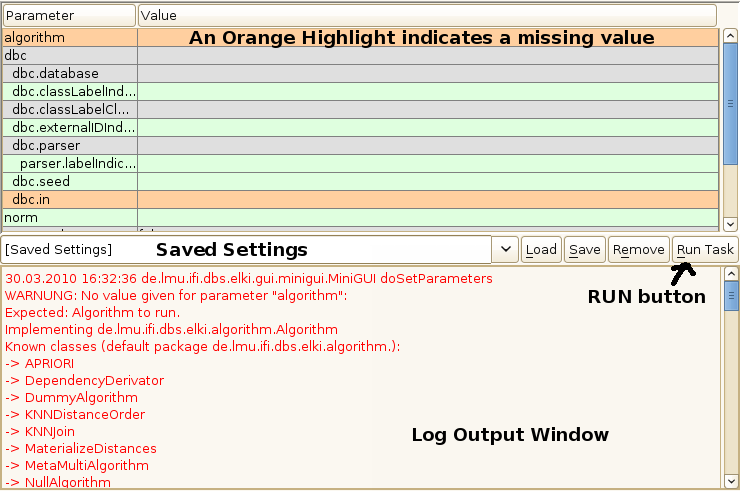 Parameter Value
algorithm An Orange Highlight indicates a missing value
dbc
dbc.database
dbc.classLabelInd...
dbc.classLabelCl...
dbc.externalIDInd...
dbc.parser
parser.labelIndic...
dbc.seed
dbc.in
norm
[Saved Settings] Saved Settings Load Save Remove Run Task
30.03.2010 16:32:36 de.lmu.ifi.dbs.elki.gui.minigui.MiniGUI doSetParameters
WARNUNG: No value given for parameter "algorithm":
RUN button
Expected: Algorithm to run.
Implementing de.lmu.ifi.dbs.elki.algorithm.Algorithm
Known classes (default package de.lmu.ifi.dbs.elki.algorithm.):
-> APRIORI
-> DependencyDerivator
-> DummyAlgorithm
-> KNNDistanceOrder
-> KNNJoin
Log Output Window
-> MaterializeDistances
-> MetaMultiAlgorithm
-> NullAlgorithm